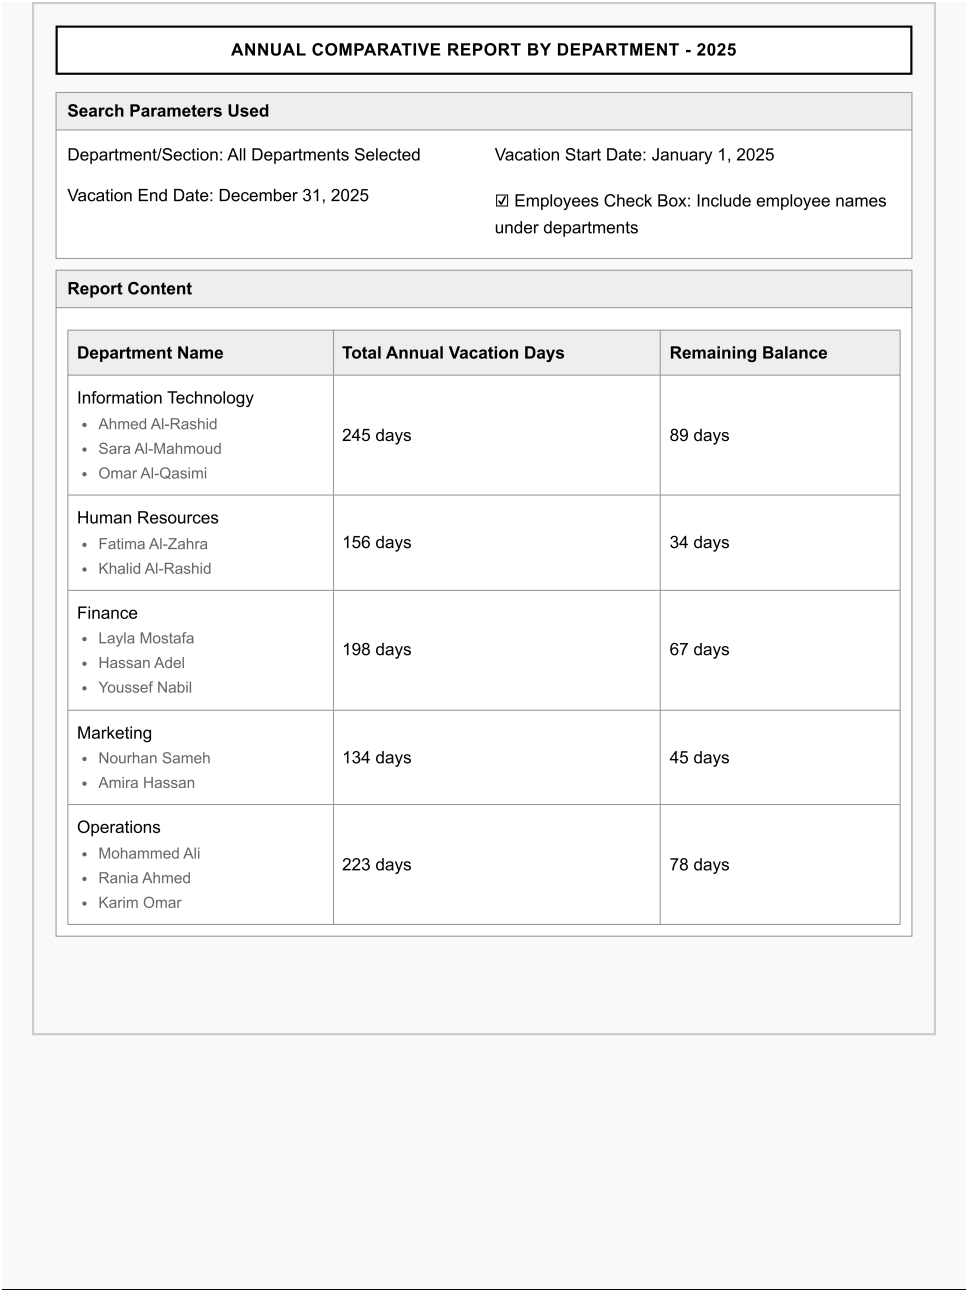 ANNUAL COMPARATIVE REPORT BY DEPARTMENT - 2025
Search Parameters Used
Department/Section: All Departments Selected
Vacation Start Date: January 1, 2025
Vacation End Date: December 31, 2025
☑ Employees Check Box: Include employee names
under departments
Report Content
Department Name
Total Annual Vacation Days
Remaining Balance
Information Technology
• Ahmed Al-Rashid
• Sara Al-Mahmoud
• Omar Al-Qasimi
245 days
89 days
Human Resources
• Fatima Al-Zahra
• Khalid Al-Rashid
156 days
34 days
Finance
• Layla Mostafa
• Hassan Adel
• Youssef Nabil
198 days
67 days
Marketing
• Nourhan Sameh
• Amira Hassan
134 days
45 days
Operations
• Mohammed Ali
• Rania Ahmed
• Karim Omar
223 days
78 days